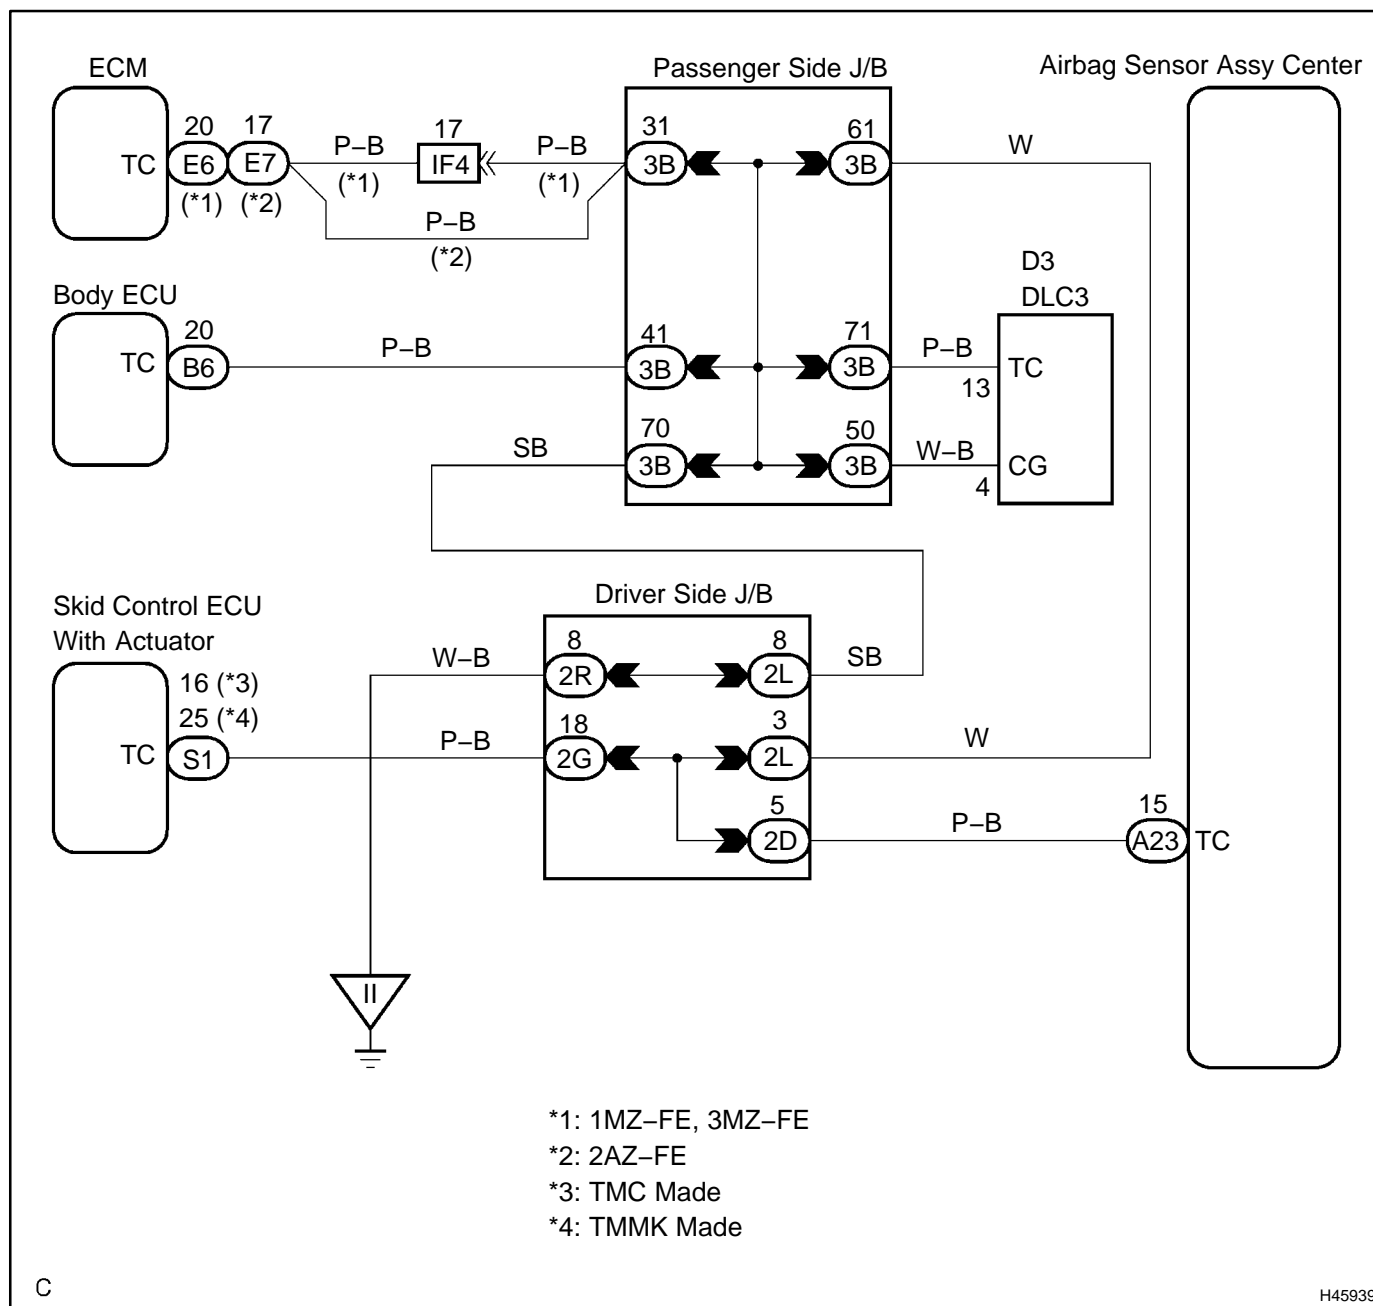 ECM
Passenger Side J/B
Airbag Sensor Assy Center
20
17
17
31
61
TC
E6
E7
P–B
IF4
P–B
3B
3B
W
(*1)
(*2)
(*1)
(*1)
P–B
(*2)
D3
DLC3
Body ECU
20
41
71
TC
B6
P–B
3B
3B
P–B
TC
13
70
50
SB
3B
3B
W–B
CG
4
Skid Control ECU
With Actuator
Driver Side J/B
8
8
W–B
2R
2L
SB
16 (*3)
25 (*4)
18
3
TC
S1
P–B
2G
2L
W
5
15
2D
P–B
A23
TC
II
*1: 1MZ–FE, 3MZ–FE
*2: 2AZ–FE
*3: TMC Made
*4: TMMK Made
C
H45939